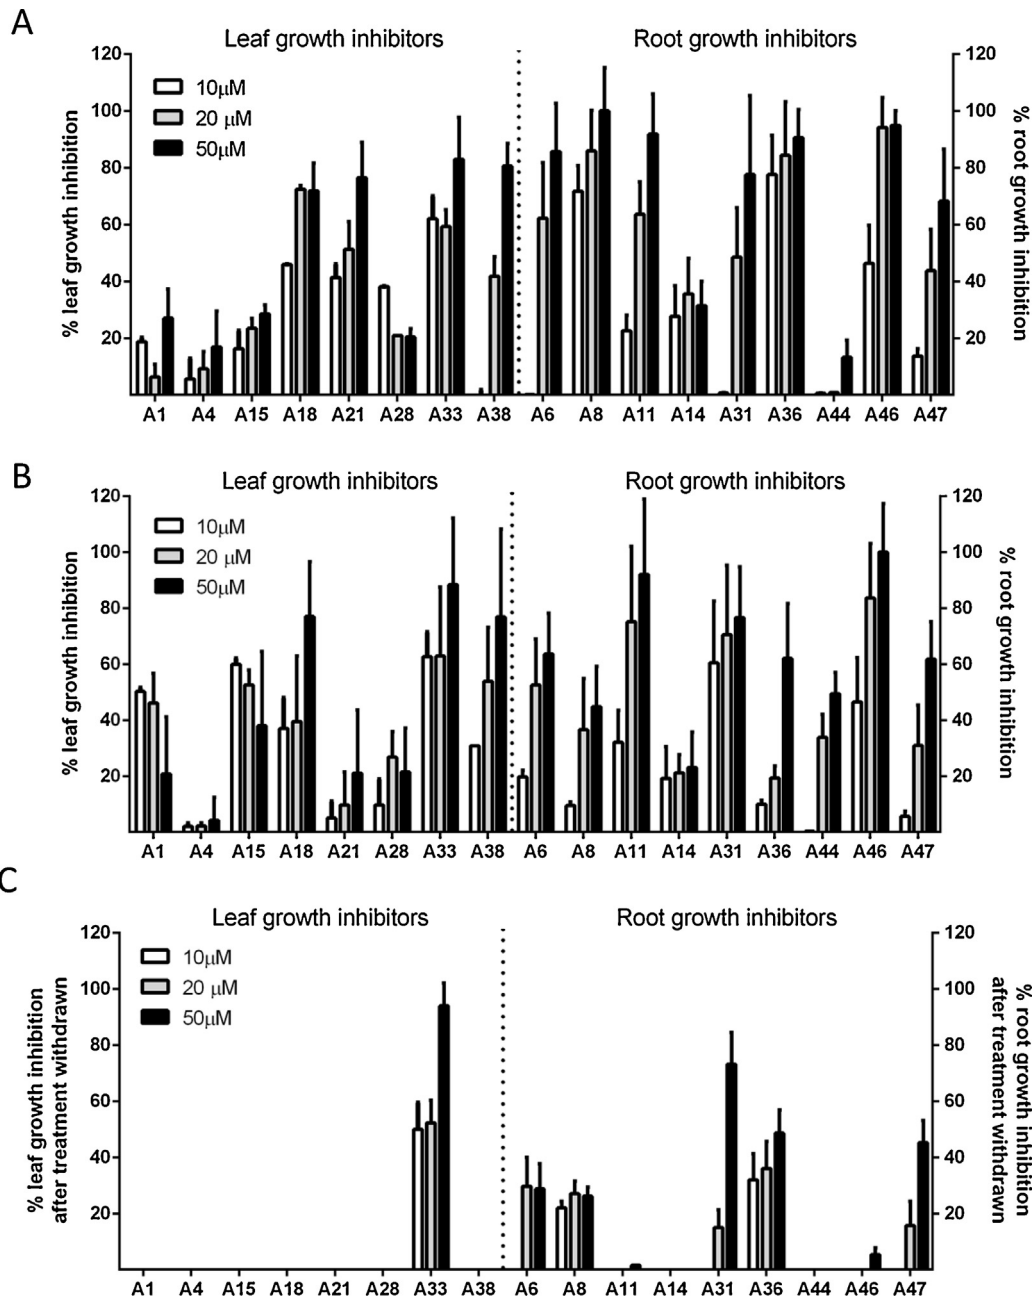 A
Leaf growth inhibitors
Root growth inhibitors
120
100
80
60
40
20
% leaf growth inhibition
10μM
20 μM
50μM
120
100
80
60
40
20
% root growth inhibition
A1 A4 A15 A18 A21 A28 A33 A38 A6 A8 A11 A14 A31 A36 A44 A46 A47
B
Leaf growth inhibitors
Root growth inhibitors
120
100
80
60
40
20
% leaf growth inhibition
10μM
20 μM
50μM
120
100
80
60
40
20
% root growth inhibition
A1 A4 A15 A18 A21 A28 A33 A38 A6 A8 A11 A14 A31 A36 A44 A46 A47
C
Leaf growth inhibitors
Root growth inhibitors
120
100
80
60
40
20
% leaf growth inhibition
after treatment withdrawn
10μM
20 μM
50μM
120
100
80
60
40
20
% root growth inhibition
after treatment withdrawn
A1 A4 A15 A18 A21 A28 A33 A38 A6 A8 A11 A14 A31 A36 A44 A46 A47